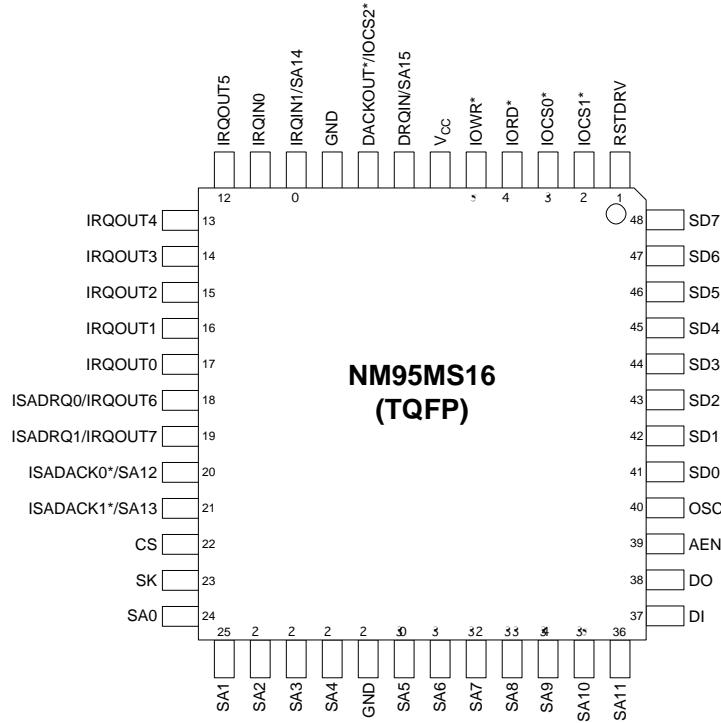 IRQOUT5
IRQIN0
IRQIN1/SA14
GND
DACKOUT*/IOCS2*
DRQIN/SA15
VCC
IOWR*
IORD*
IOCS0*
IOCS1*
RSTDRV
12 0 4 3 2 1
IRQOUT4 13
IRQOUT3 14
IRQOUT2 15
IRQOUT1 16
IRQOUT0 17
ISADRQ0/IRQOUT6 18
ISADRQ1/IRQOUT7 19
ISADACK0*/SA12 20
ISADACK1*/SA13 21
CS 22
SK 23
SA0 24
NM95MS16
(TQFP)
48 SD7
47 SD6
46 SD5
45 SD4
44 SD3
43 SD2
42 SD1
41 SD0
40 OSC
39 AEN
38 DO
37 DI
25 2 2 2 2 30 3 32 33 34 36
SA1
SA2
SA3
SA4
GND
SA5
SA6
SA7
SA8
SA9
SA10
SA11